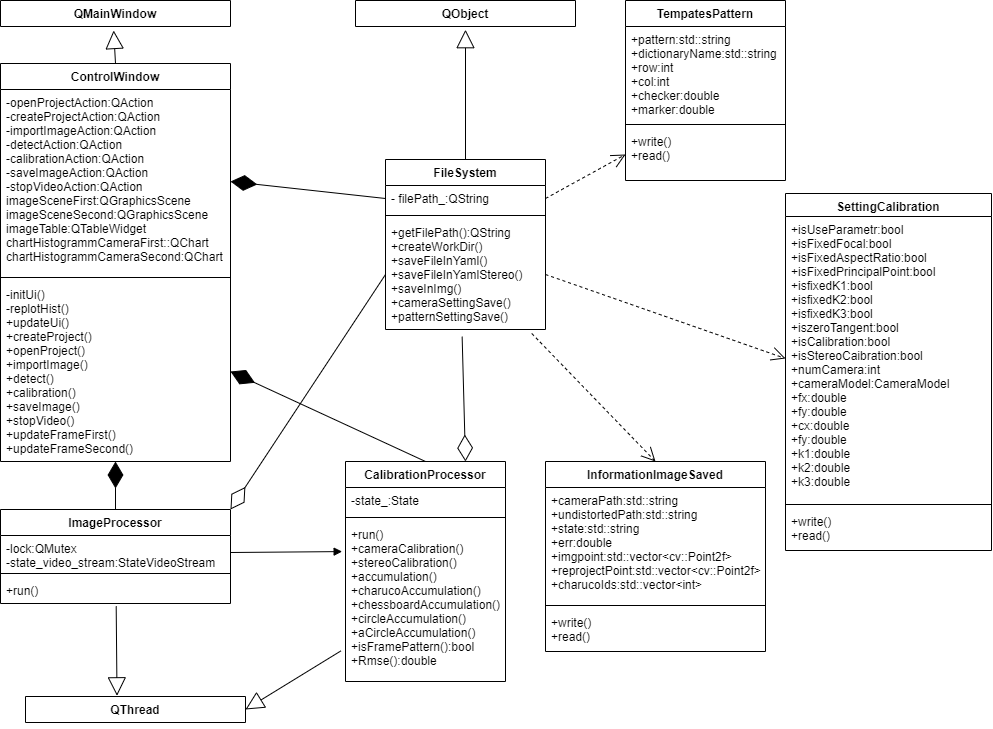 QMainWindow
ControlWindow
-openProjectAction:QAction
-createProjectAction:QAction
-importImageAction:QAction
-detectAction:QAction
-calibrationAction:QAction
-saveImageAction:QAction
-stopVideoAction:QAction
imageSceneFirst:QGraphicsScene
imageSceneSecond:QGraphicsScene
imageTable:QTableWidget
chartHistogrammCameraFirst::QChart
chartHistogrammCameraSecond:QChart
-initUi()
-replotHist()
+updateUi()
+createProject()
+openProject()
+importImage()
+detect()
+calibration()
+saveImage()
+stopVideo()
+updateFrameFirst()
+updateFrameSecond()
ImageProcessor
-lock:QMutex
-state_video_stream:StateVideoStream
+run()
QThread
QObject
FileSystem
- filePath_:QString
+getFilePath():QString
+createWorkDir()
+saveFileInYaml()
+saveFileInYamlStereo()
+saveInImg()
+cameraSettingSave()
+patternSettingSave()
CalibrationProcessor
-state_:State
+run()
+cameraCalibration()
+stereoCalibration()
+accumulation()
+charucoAccumulation()
+chessboardAccumulation()
+circleAccumulation()
+aCircleAccumulation()
+isFramePattern():bool
+Rmse():double
TempatesPattern
+pattern:std::string
+dictionaryName:std::string
+row:int
+col:int
+checker:double
+marker:double
+write()
+read()
InformationImageSaved
+cameraPath:std::string
+undistortedPath:std::string
+state:std::string
+err:double
+imgpoint:std::vector<cv::Point2f>
+reprojectPoint:std::vector<cv::Point2f>
+charucoIds:std::vector<int>
+write()
+read()
SettingCalibration
+isUseParametr:bool
+isFixedFocal:bool
+isFixedAspectRatio:bool
+isFixedPrincipalPoint:bool
+isfixedK1:bool
+isfixedK2:bool
+isfixedK3:bool
+iszeroTangent:bool
+isCalibration:bool
+isStereoCaibration:bool
+numCamera:int
+cameraModel:CameraModel
+fx:double
+fy:double
+cx:double
+fy:double
+k1:double
+k2:double
+k3:double
+write()
+read()